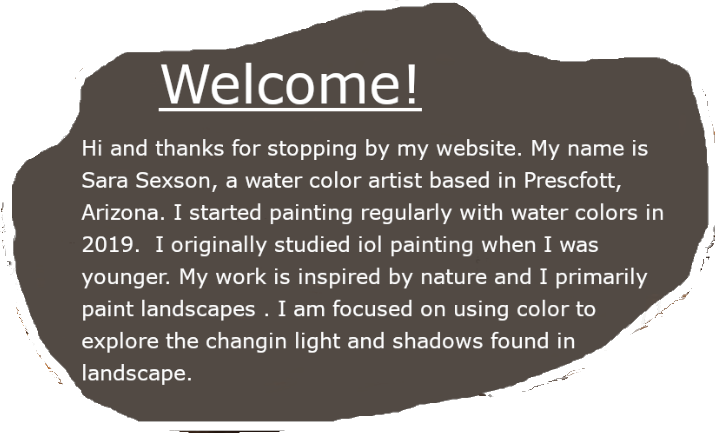 Welcome!
Hi and thanks for stopping by my website. My name is
Sara Sexson, a water color artist based in Prescfott,
Arizona. I started painting regularly with water colors in
2019.  I originally studied iol painting when I was
younger. My work is inspired by nature and I primarily
paint landscapes . I am focused on using color to
explore the changin light and shadows found in
landscape.